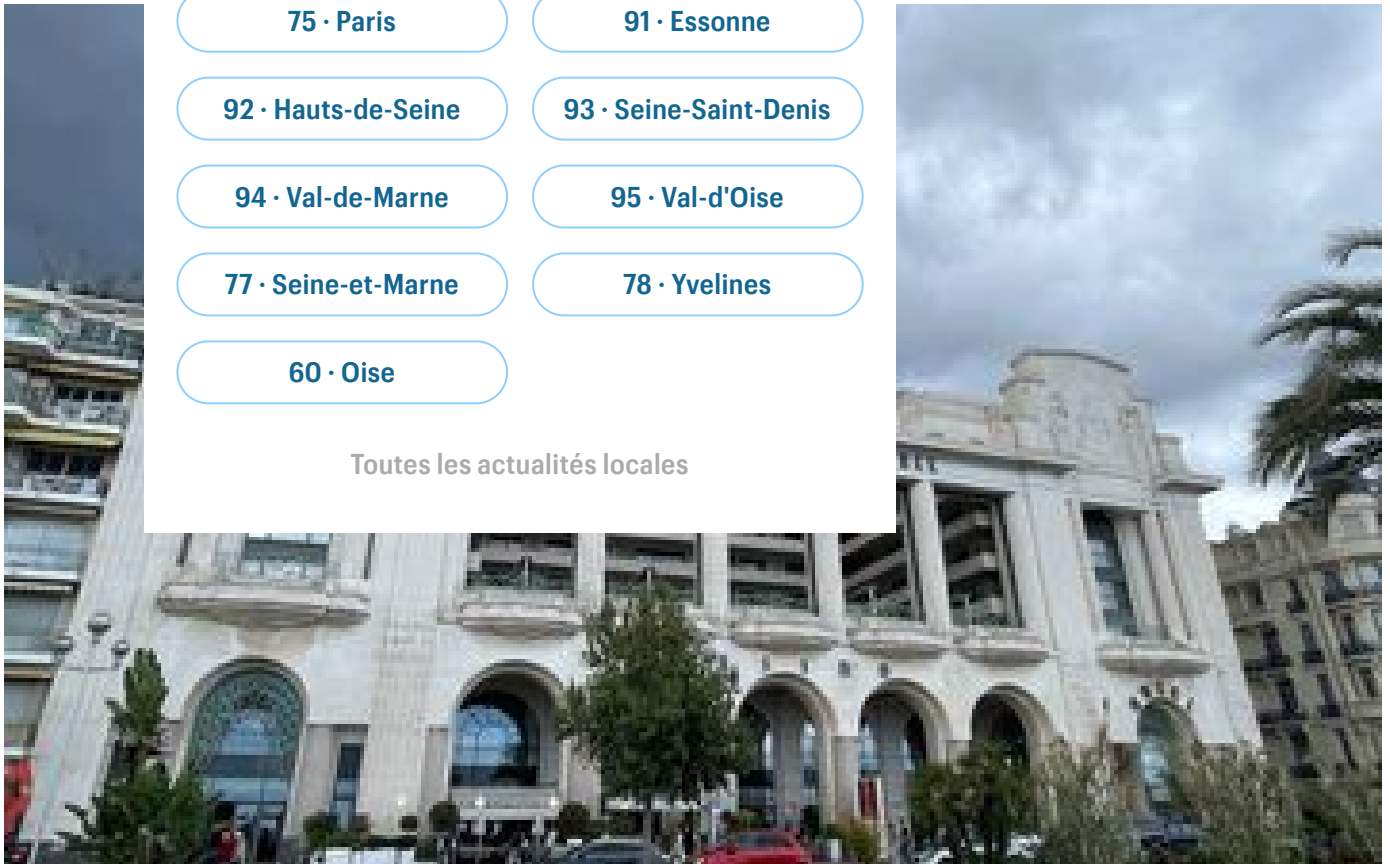 75 · Paris
91 · Essonne
92 · Hauts-de-Seine
93 · Seine-Saint-Denis
94 · Val-de-Marne
95 · Val-d'Oise
77 · Seine-et-Marne
78 · Yvelines
60 · Oise
Toutes les actualités locales